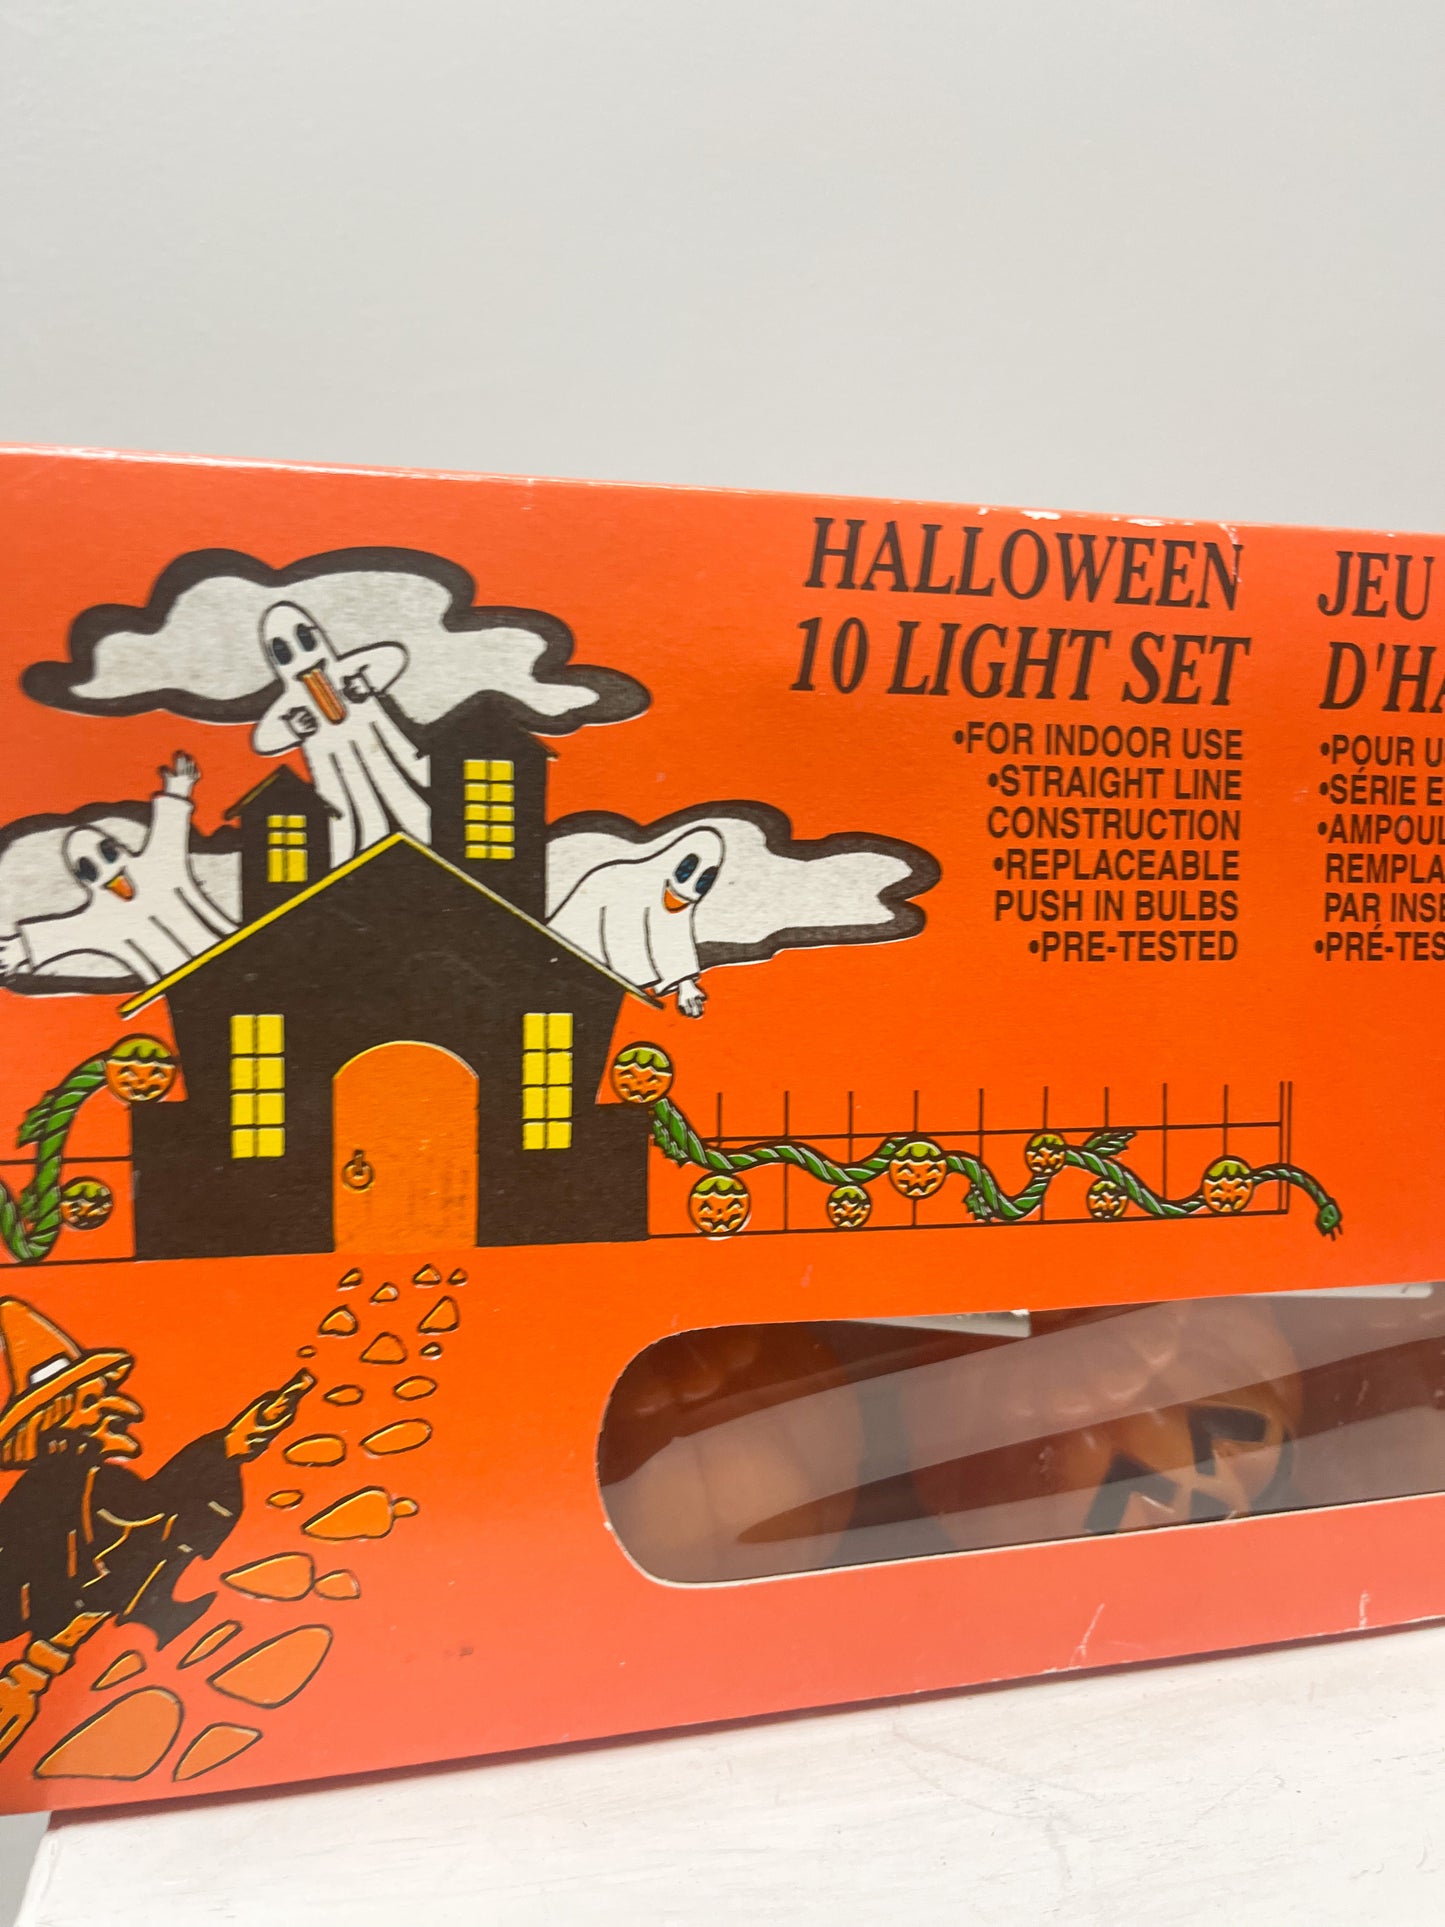 HALLOWEEN
10 LIGHT SET
•FOR INDOOR USE
•STRAIGHT LINE
CONSTRUCTION
•REPLACEABLE
PUSH IN BULBS
•PRE-TESTED
JEU
D'HA
•POUR U
•SÉRIE E
•AMPOUL
REMPLA
PAR INSE
•PRÉ-TES